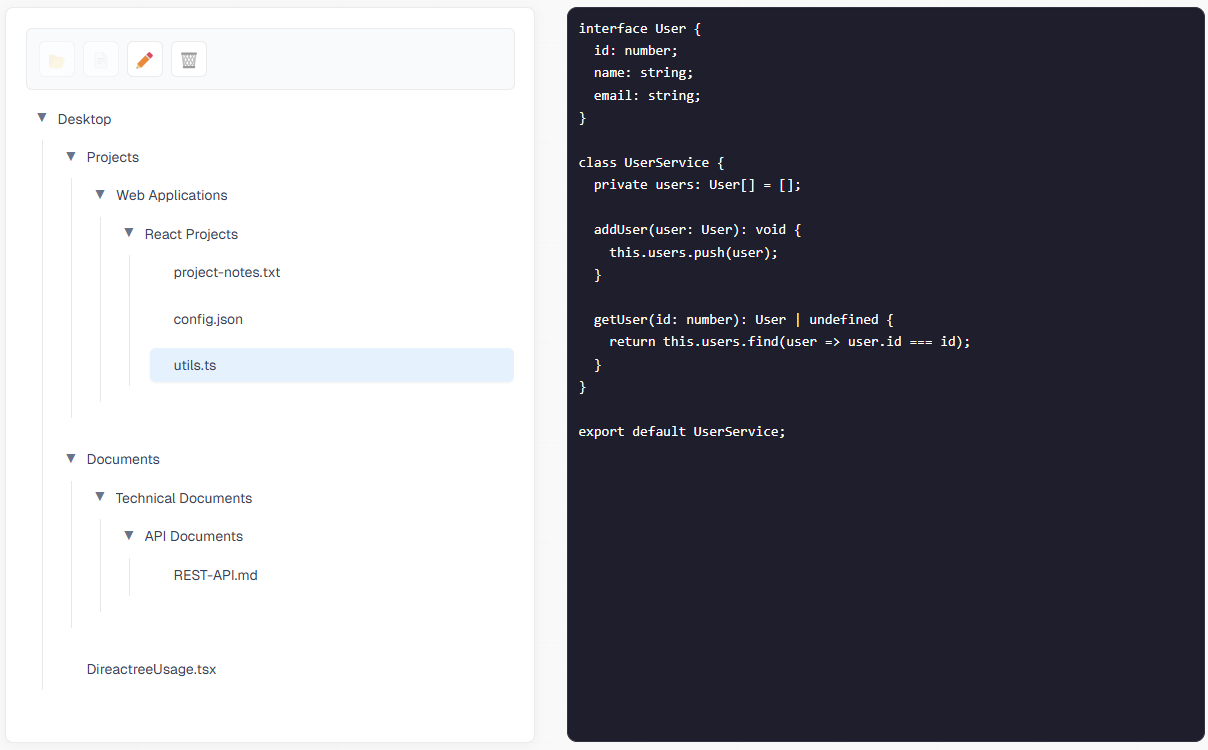 Desktop
Projects
Web Applications
React Projects
project-notes.txt
config.json
utils.ts
Documents
Technical Documents
API Documents
REST-API.md
DireactreeUsage.tsx
interface User {
  id: number;
  name: string;
  email: string;
}
class UserService {
  private users: User[] = [];
  addUser(user: User): void {
    this.users.push(user);
  }
  getUser(id: number): User | undefined {
    return this.users.find(user => user.id === id);
  }
}
export default UserService;